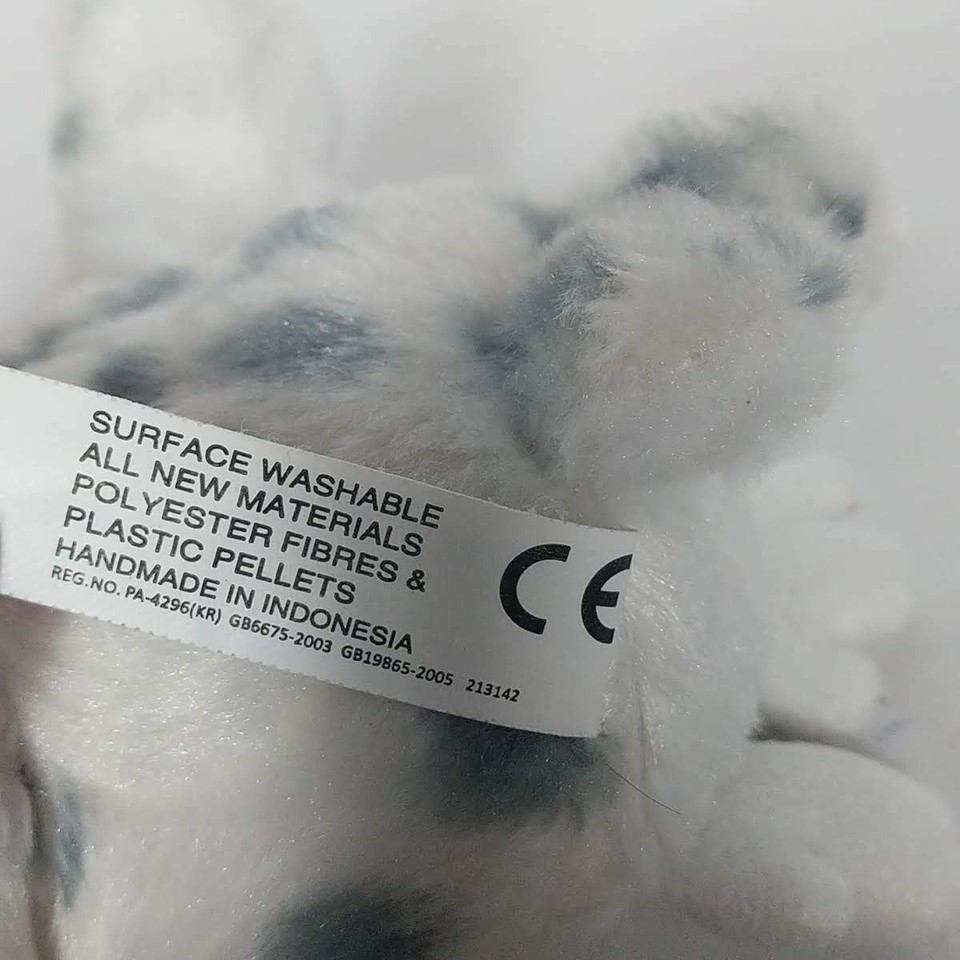 SURFACE WASHABLE
ALL NEW MATERIALS
POLYESTER FIBRES &
PLASTIC PELLETS
HANDMADE IN INDONESIA
REG.NO. PA-4296(KR) GB6675-2003 GB19865-2005 213142
CE